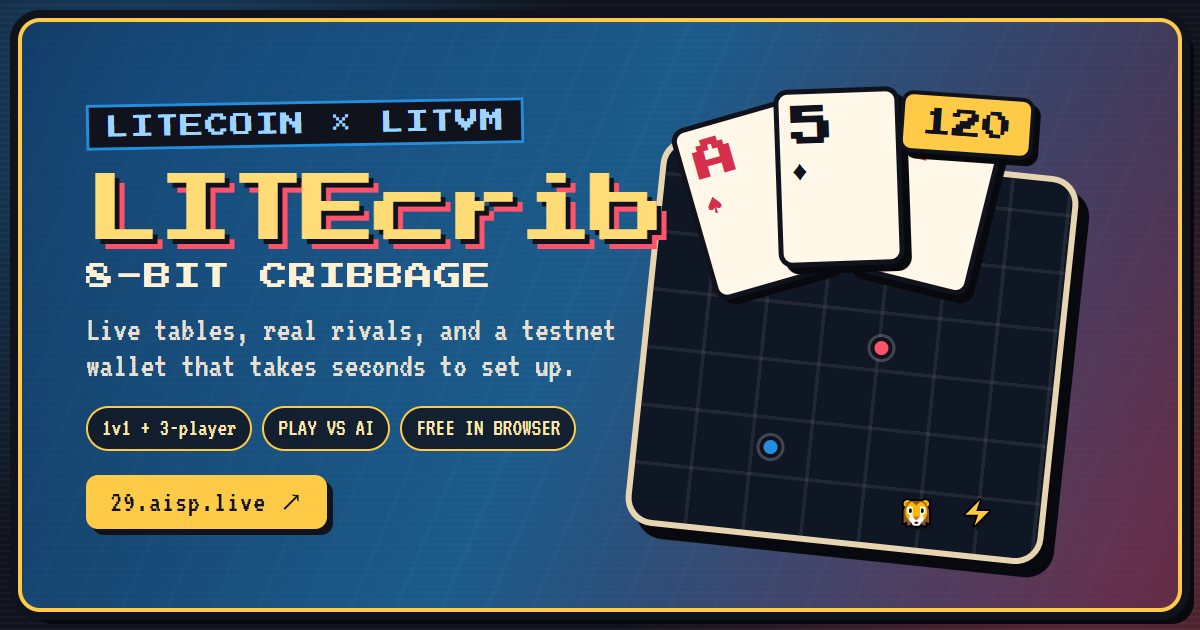 LITECOIN × LITVM
LITEcrib
8-BIT CRIBBAGE
Live tables, real rivals, and a testnet
wallet that takes seconds to set up.
1v1 + 3-player
PLAY VS AI
FREE IN BROWSER
29.aisp.live ↗
A
♠
5
♦
120